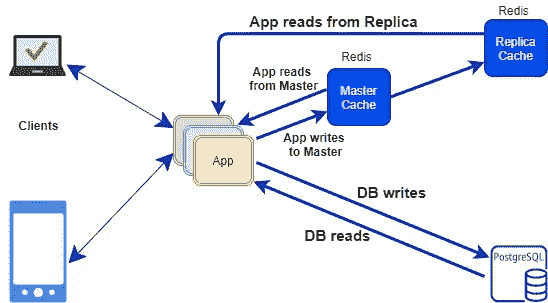 Redis
App reads from Replica
Replica
Cache
Redis
App reads
from Master
Master
Cache
Clients
App writes
to Master
App
DB writes
DB reads
PostgreSQL